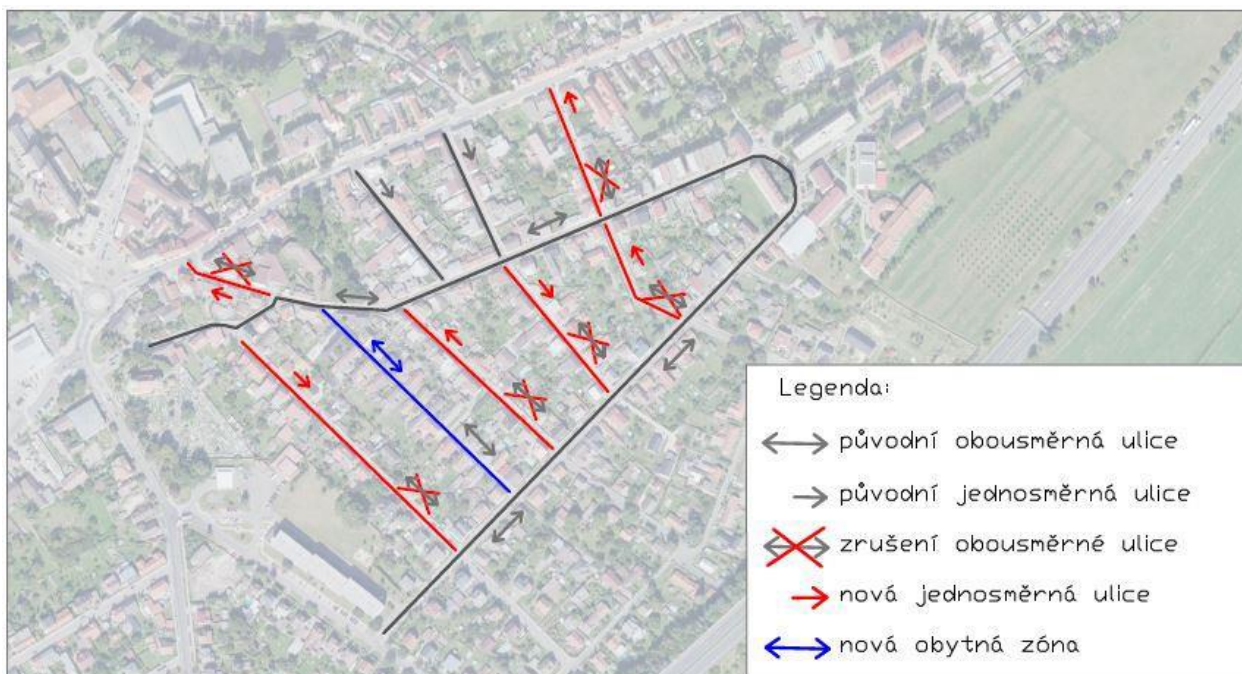 Legenda:
původní obousměrná ulice
původní jednosměrná ulice
zrušení obousměrné ulice
nová jednosměrná ulice
nová obytná zóna